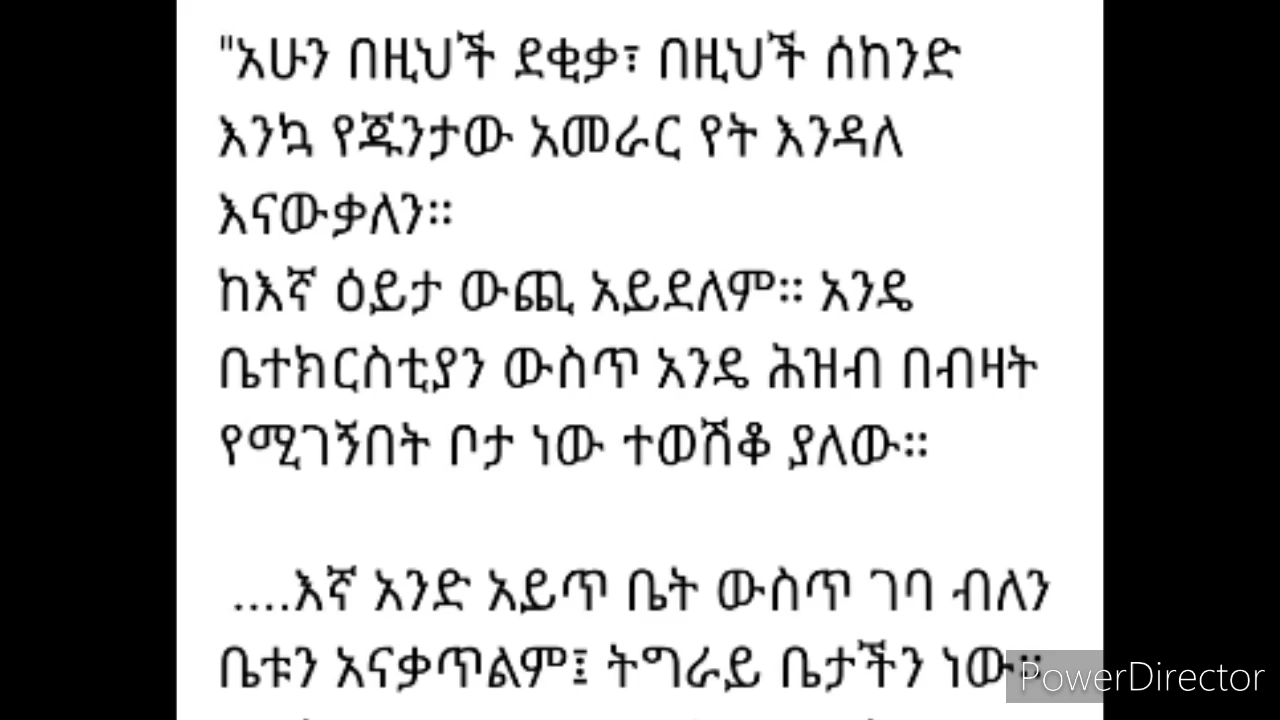 "አሁን በዚህች ደቂቃ፣ በዚህች ሰከንድ
እንኳ የጁንታው አመራር የት እንዳለ
እናውቃለን።
ከእኛ ዕይታ ውጪ አይደለም። አንዴ
ቤተክርስቲያን ውስጥ አንዴ ሕዝብ በብዛት
የሚገኝበት ቦታ ነው ተወሽቆ ያለው።
....እኛ አንድ አይጥ ቤት ውስጥ ገባ ብለን
ቤቱን አናቃጥልም፤ ትግራይ ቤታችን ነው።
PowerDirector